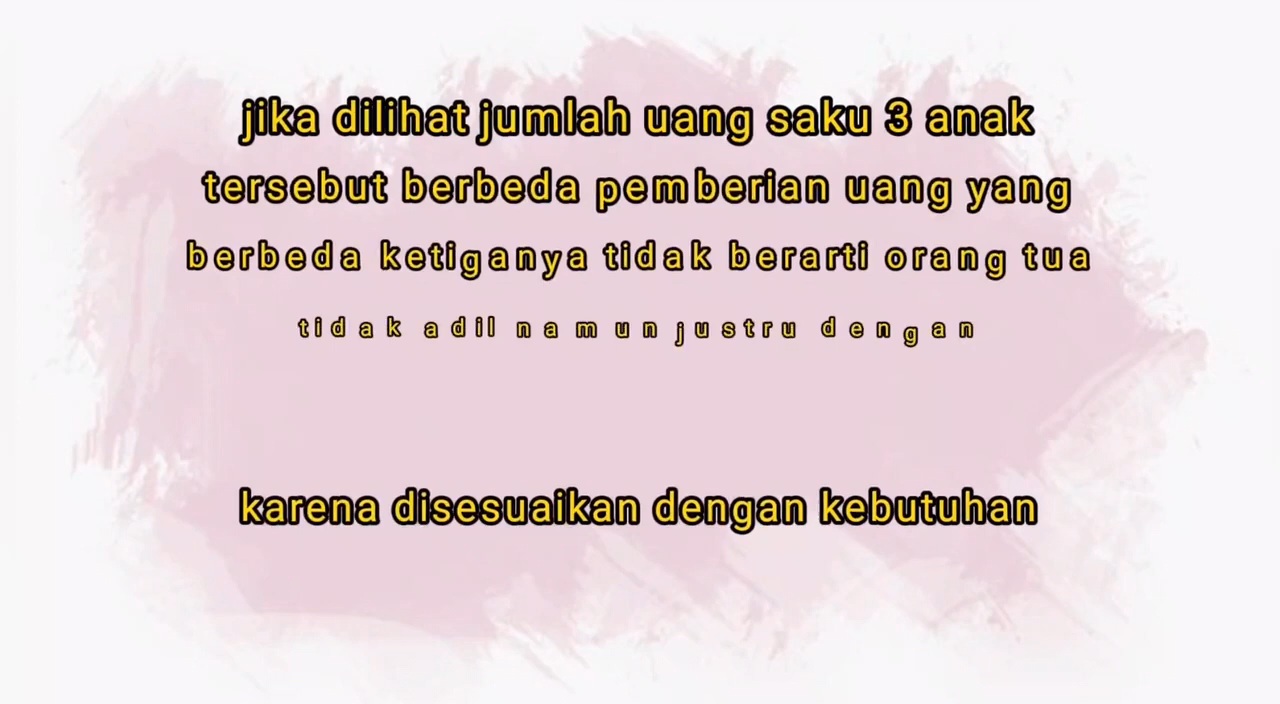 jika dilihat jumlah uang saku 3 anak
tersebut berbeda pemberian uang yang
berbeda ketiganya tidak berarti orang tua
tidak adil namun justru dengan
karena disesuaikan dengan kebutuhan